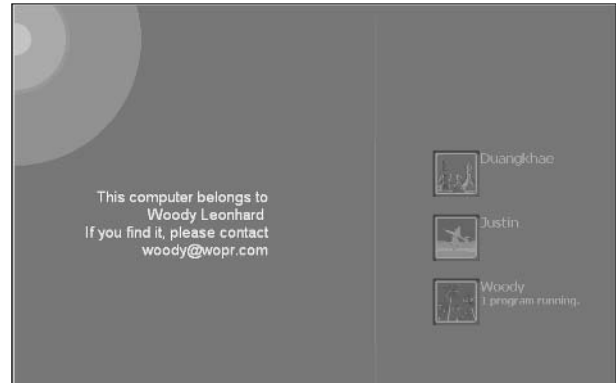 This computer belongs to
Woody Leonhard
If you find it, please contact
woody@wopr.com
Duangkhae
Justin
Woody
1 program running.